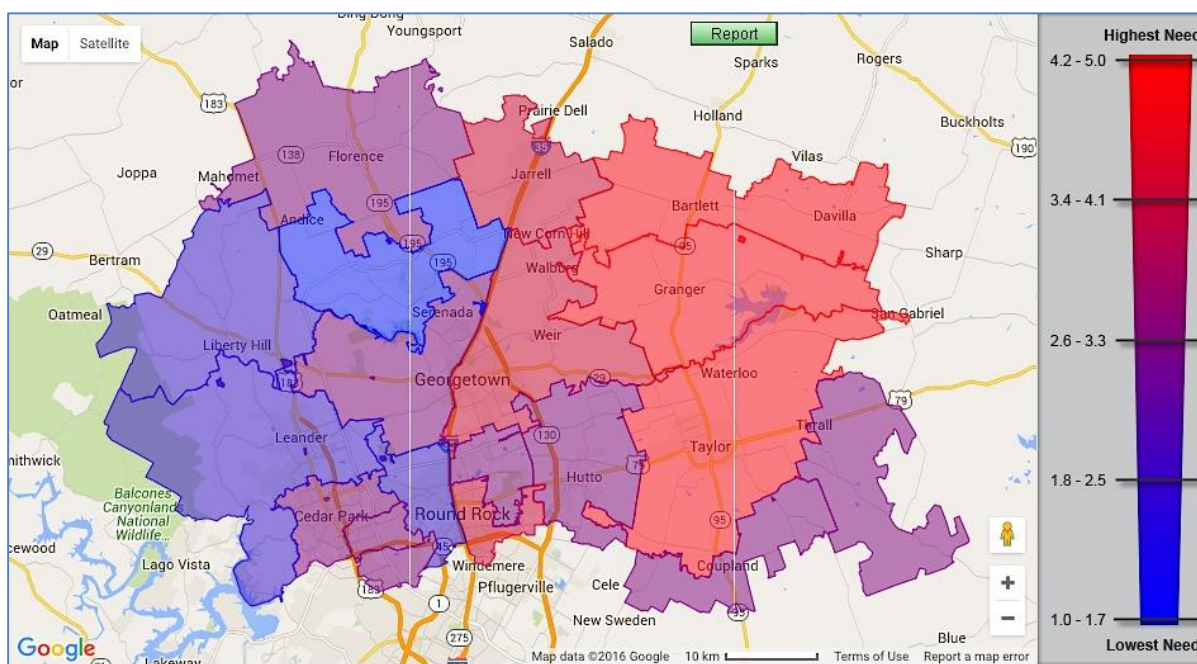 Ding Dong
Youngsport
Map Satellite
Report
Salado
Sparks
Rogers
Highest Need
4.2 - 5.0
183
Prairie Dell
Holland
Buckholts
190
138
Florence
35
Vilas
Joppa
Mahomet
Jarrell
3.4 - 4.1
195
Bartlett
Davilla
Andice
29
Bertram
195
195
New Corn Hill
95
Sharp
Walburg
Granger
Oatmeal
Serenada
San Gabriel
Liberty Hill
Weir
2.6 - 3.3
183
Georgetown
29
Waterloo
79
Leander
130
Taylor
Thrall
Smithwick
Hutto
79
1.8 - 2.5
Balcones
Canyonlands
National
Wildlife...
Cedar Park
Round Rock
95
45
Lago Vista
Windemere
Coupland
183
Pflugerville
Cele
1
95
New Sweden
1.0 - 1.7
Google
275
Blue
Lowest Need
Lakeway
Map data ©2016 Google 10 km Terms of Use Report a map error